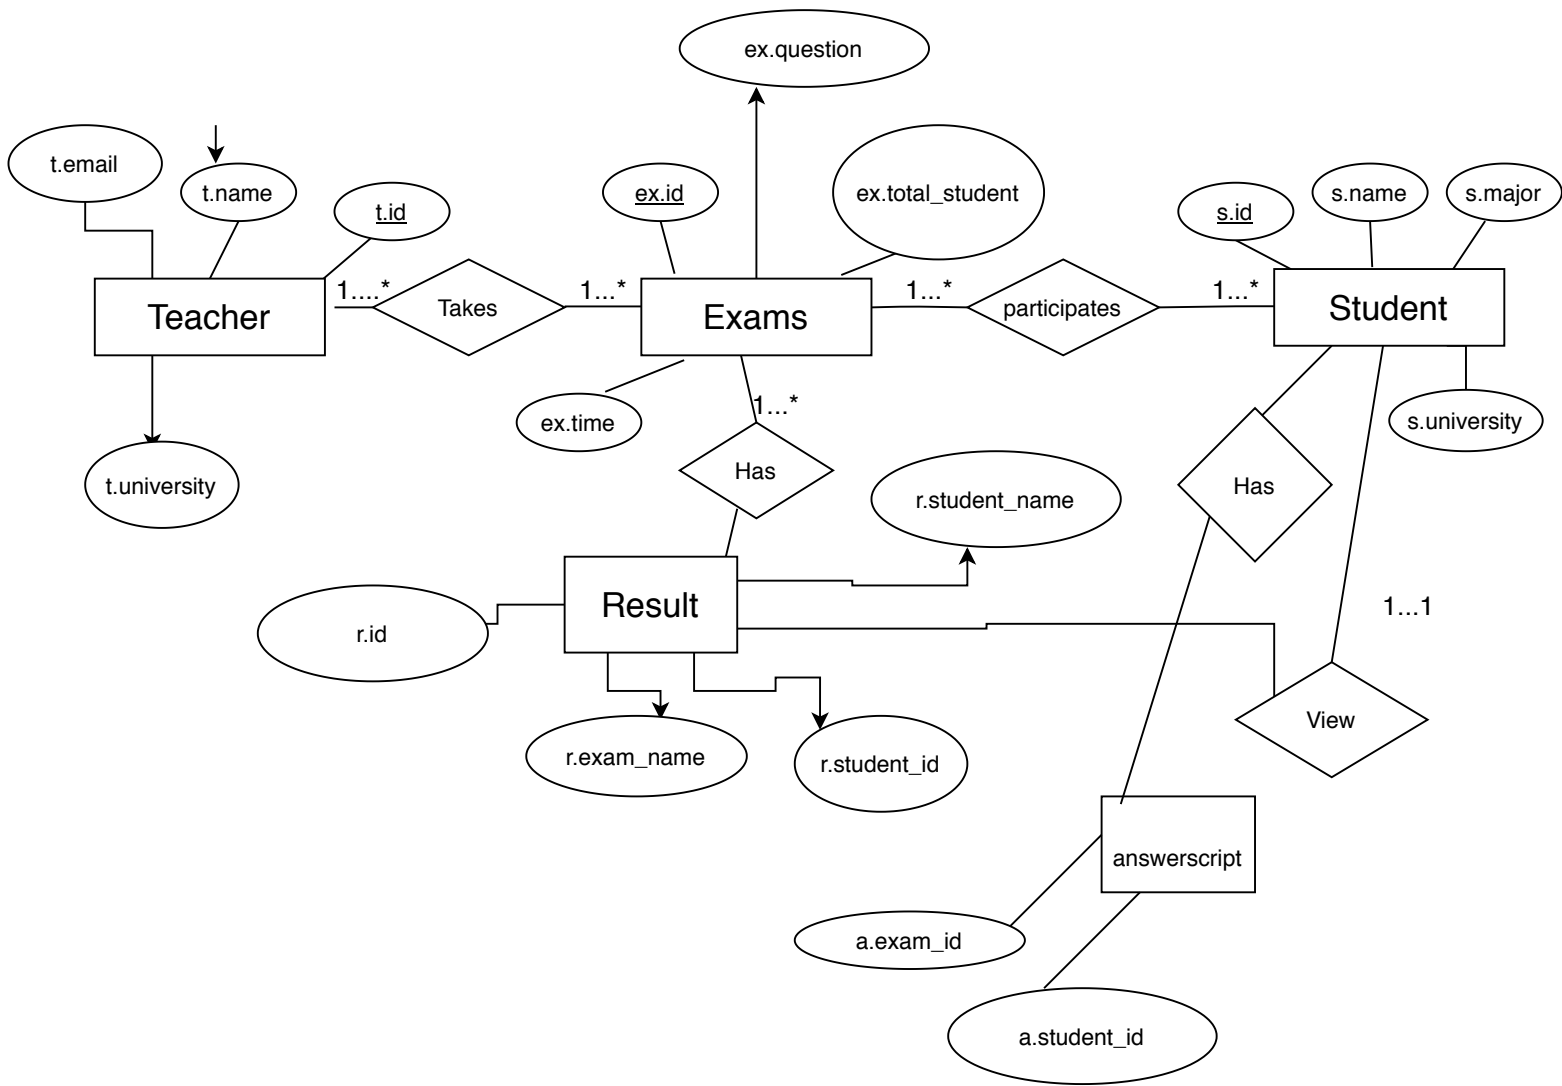 ex.question
t.email
t.name
t.id
ex.id
ex.total_student
s.id
s.name
s.major
Teacher
1....*
Takes
1...*
Exams
1...*
participates
1...*
Student
ex.time
1...*
s.university
t.university
Has
r.student_name
Has
r.id
Result
1...1
r.exam_name
r.student_id
View
answerscript
a.exam_id
a.student_id